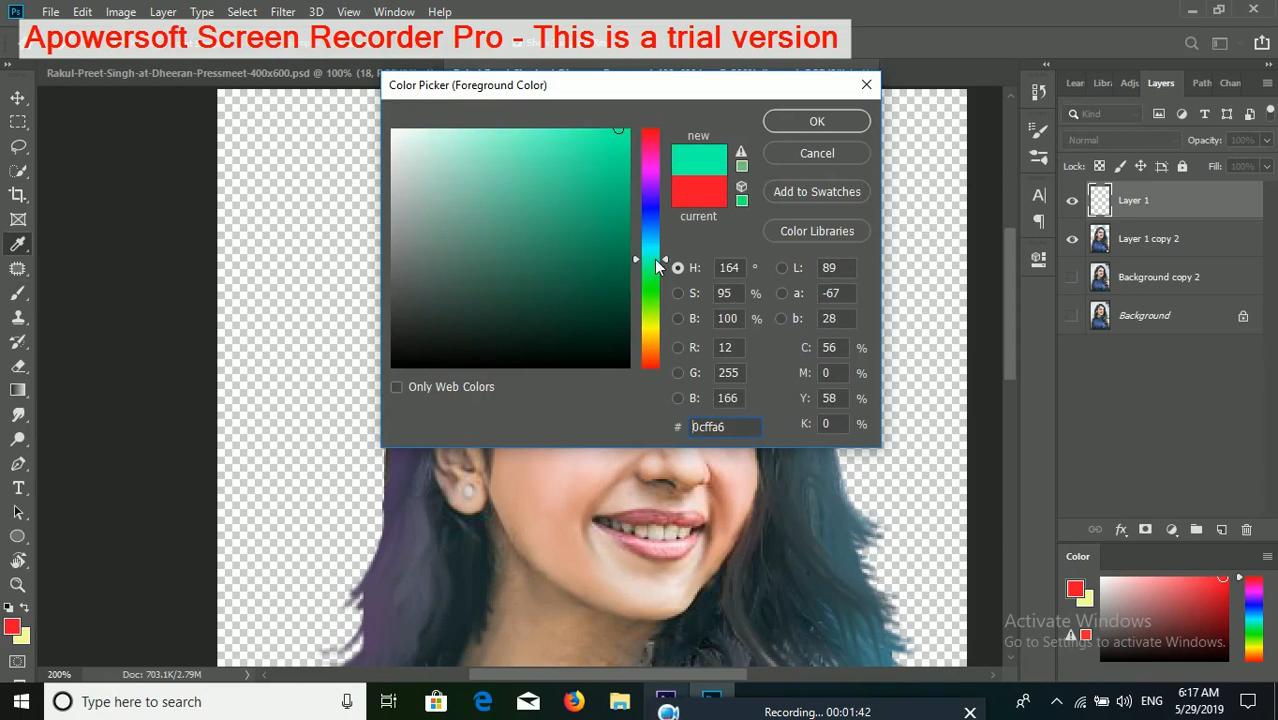 Ps File Edit Image Layer Type Select Filter 3D View Window Help
Apowersoft Screen Recorder Pro - This is a trial version
Rakul-Preet-Singh-at-Dheeran-Pressmeet-400x600.psd @ 100% (18,
Color Picker (Foreground Color)
new
current
OK
Cancel
Add to Swatches
Color Libraries
H: 164 °
S: 95 %
B: 100 %
R: 12
G: 255
B: 166
# 0cffa6
L: 89
a: -67
b: 28
C: 56 %
M: 0 %
Y: 58 %
K: 0 %
Only Web Colors
Lear Libra Adj Layers Path Chan
Kind
Normal Opacity: 100%
Lock: Fill: 100%
Layer 1
Layer 1 copy 2
Background copy 2
Background
fx
Color
Activate Windows
Go to Settings to activate Windows.
200% Doc: 703.1K/2.79M
Type here to search
Recording... 00:01:42
6:17 AM
5/29/2019